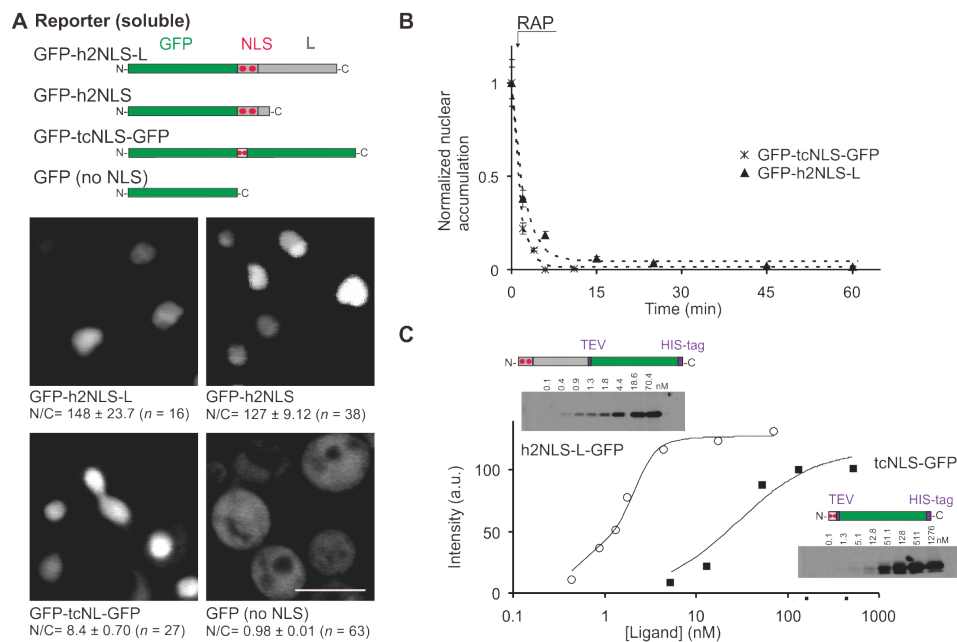 A Reporter (soluble)
GFP NLS L
GFP-h2NLS-L
N- -C
GFP-h2NLS
N- -C
GFP-tcNLS-GFP
N- -C
GFP (no NLS)
N- -C
GFP-h2NLS-L
N/C= 148 ± 23.7 (n = 16)
GFP-h2NLS
N/C= 127 ± 9.12 (n = 38)
GFP-tcNL-GFP
N/C= 8.4 ± 0.70 (n = 27)
GFP (no NLS)
N/C= 0.98 ± 0.01 (n = 63)
B
RAP
Normalized nuclear
accumulation
1
0.5
0
GFP-tcNLS-GFP
GFP-h2NLS-L
0 15 30 45 60
Time (min)
C
TEV HIS-tag
N- -C
0.1 0.4 0.9 1.3 1.8 4.4 18.6 70.4 nM
h2NLS-L-GFP
tcNLS-GFP
TEV HIS-tag
N- -C
0.1 1.3 5.1 12.8 51.1 128 511 1276 nM
Intensity (a.u.)
100
50
0
0.1 1 10 100 1000
[Ligand] (nM)